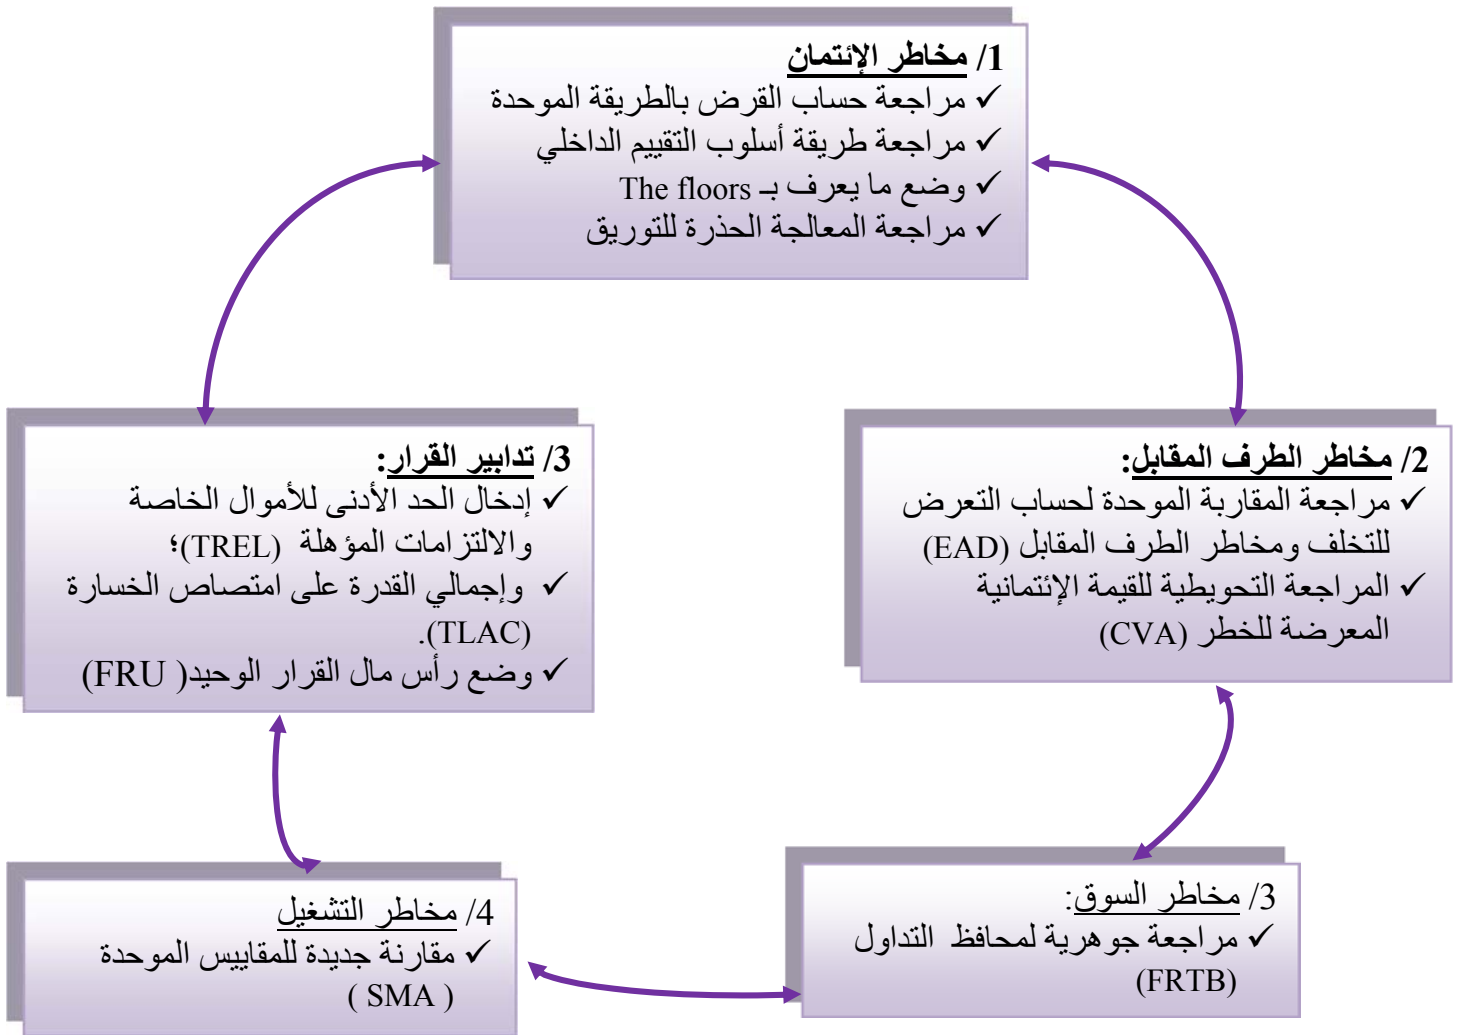 1/ مخاطر الإئتمان
✓ مراجعة حساب القرض بالطريقة الموحدة
✓ مراجعة طريقة أسلوب التقييم الداخلي
✓ وضع ما يعرف بـ The floors
✓ مراجعة المعالجة الحذرة للتوريق
2/ مخاطر الطرف المقابل:
✓ مراجعة المقاربة الموحدة لحساب التعرض
للتخلف ومخاطر الطرف المقابل (EAD)
✓ المراجعة التحويطية للقيمة الإئتمانية
المعرضة للخطر (CVA)
3/ تدابير القرار:
✓ إدخال الحد الأدنى للأموال الخاصة
والالتزامات المؤهلة (TREL)؛
✓ وإجمالي القدرة على امتصاص الخسارة
(TLAC).
✓ وضع رأس مال القرار الوحيد( FRU)
3/ مخاطر السوق:
✓ مراجعة جوهرية لمحافظ التداول
(FRTB)
4/ مخاطر التشغيل
✓ مقارنة جديدة للمقاييس الموحدة
( SMA )